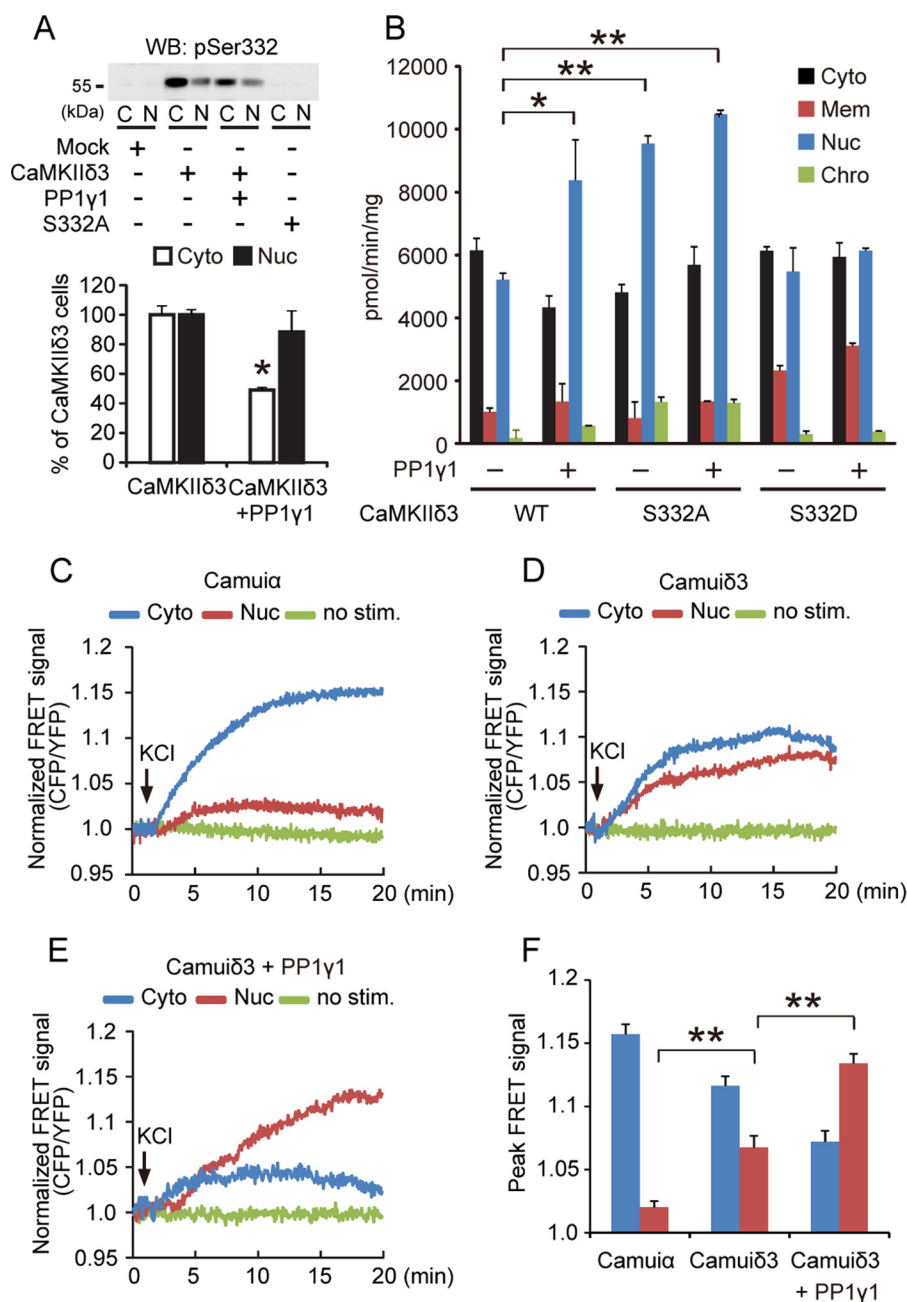 A
WB: pSer332
55
(kDa)
C N C N C N C N
Mock + - - -
CaMKIIδ3 - + + -
PP1γ1 - - + -
S332A - - - +
Cyto Nuc
% of CaMKIIδ3 cells
120
100
80
60
40
20
0
*
CaMKIIδ3 CaMKIIδ3
+PP1γ1
B
pmol/min/mg
12000
10000
8000
6000
4000
2000
0
**
**
*
Cyto
Mem
Nuc
Chro
PP1γ1 − + − + − +
CaMKIIδ3 WT S332A S332D
C
Camuiα
Cyto Nuc no stim.
Normalized FRET signal
(CFP/YFP)
1.2
1.15
1.1
1.05
1.0
0.95
KCl
0 5 10 15 20 (min)
D
Camuiδ3
Cyto Nuc no stim.
Normalized FRET signal
(CFP/YFP)
1.2
1.15
1.1
1.05
1.0
0.95
KCl
0 5 10 15 20 (min)
E
Camuiδ3 + PP1γ1
Cyto Nuc no stim.
Normalized FRET signal
(CFP/YFP)
1.2
1.15
1.1
1.05
1.0
0.95
KCl
0 5 10 15 20 (min)
F
Peak FRET signal
1.2
1.15
1.1
1.05
1.0
** **
Camuiα Camuiδ3 Camuiδ3
+ PP1γ1